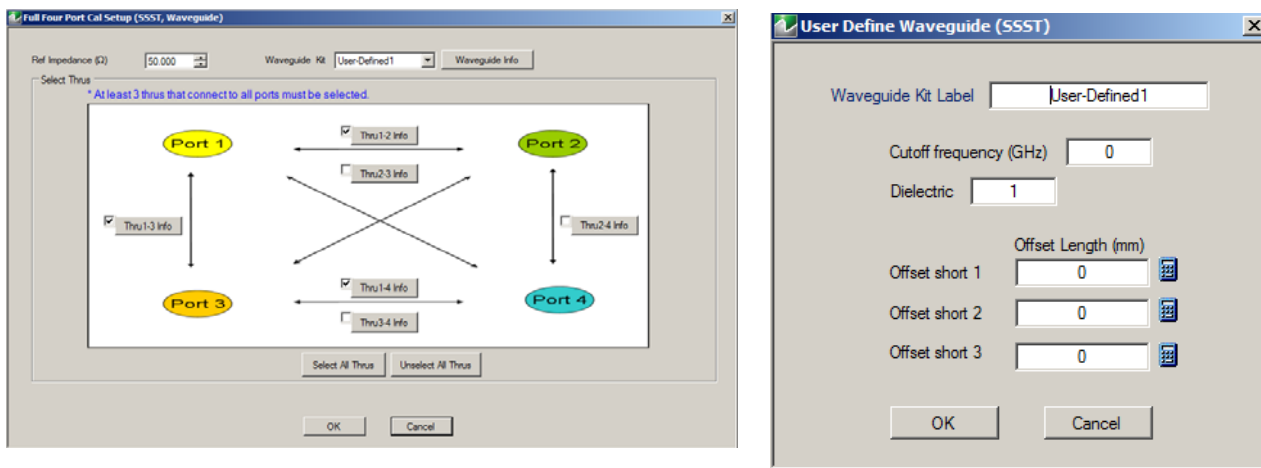 Full Four Port Cal Setup (SSST, Waveguide)
Ref Impedance (Ω) 50.000 Waveguide Kit User-Defined1 Waveguide Info
Select Thrus
* At least 3 thrus that connect to all ports must be selected.
Port 1 Thru1-2 Info Port 2
Thru2-3 Info
Thru1-3 Info Thru2-4 Info
Thru1-4 Info
Port 3 Port 4
Thru3-4 Info
Select All Thrus Unselect All Thrus
OK Cancel
User Define Waveguide (SSST)
Waveguide Kit Label User-Defined1
Cutoff frequency (GHz) 0
Dielectric 1
Offset Length (mm)
Offset short 1 0
Offset short 2 0
Offset short 3 0
OK Cancel